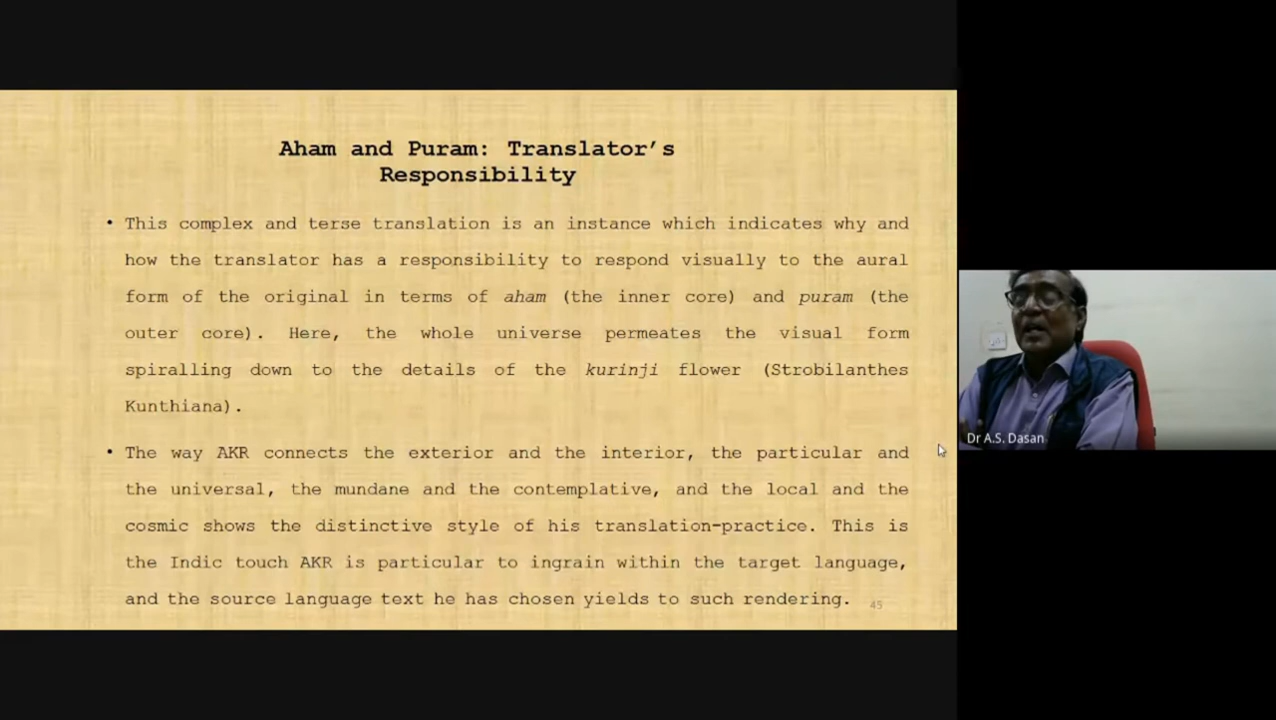 Aham and Puram: Translator’s
Responsibility
• This complex and terse translation is an instance which indicates why and
how the translator has a responsibility to respond visually to the aural
form of the original in terms of aham (the inner core) and puram (the
outer core). Here, the whole universe permeates the visual form
spiralling down to the details of the kurinji flower (Strobilanthes
Kunthiana).
• The way AKR connects the exterior and the interior, the particular and
the universal, the mundane and the contemplative, and the local and the
cosmic shows the distinctive style of his translation-practice. This is
the Indic touch AKR is particular to ingrain within the target language,
and the source language text he has chosen yields to such rendering.
45
Dr A.S. Dasan